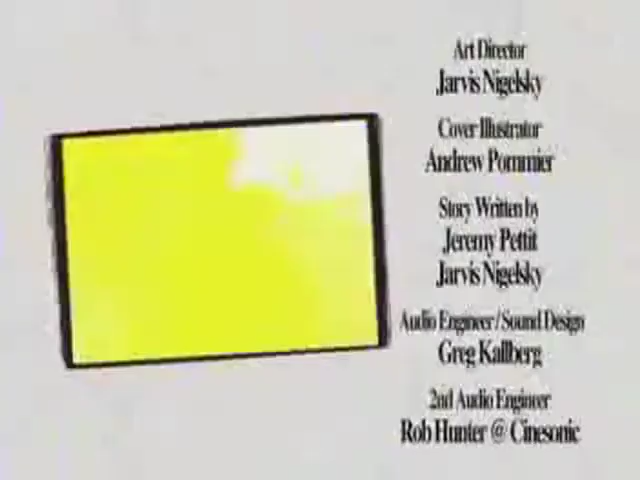 Art Director
Jarvis Nigelsky
Cover Illustrator
Andrew Pommier
Story Written by
Jeremy Pettit
Jarvis Nigelsky
Audio Engineer / Sound Design
Greg Kallberg
2nd Audio Engineer
Rob Hunter @ Cinesonic